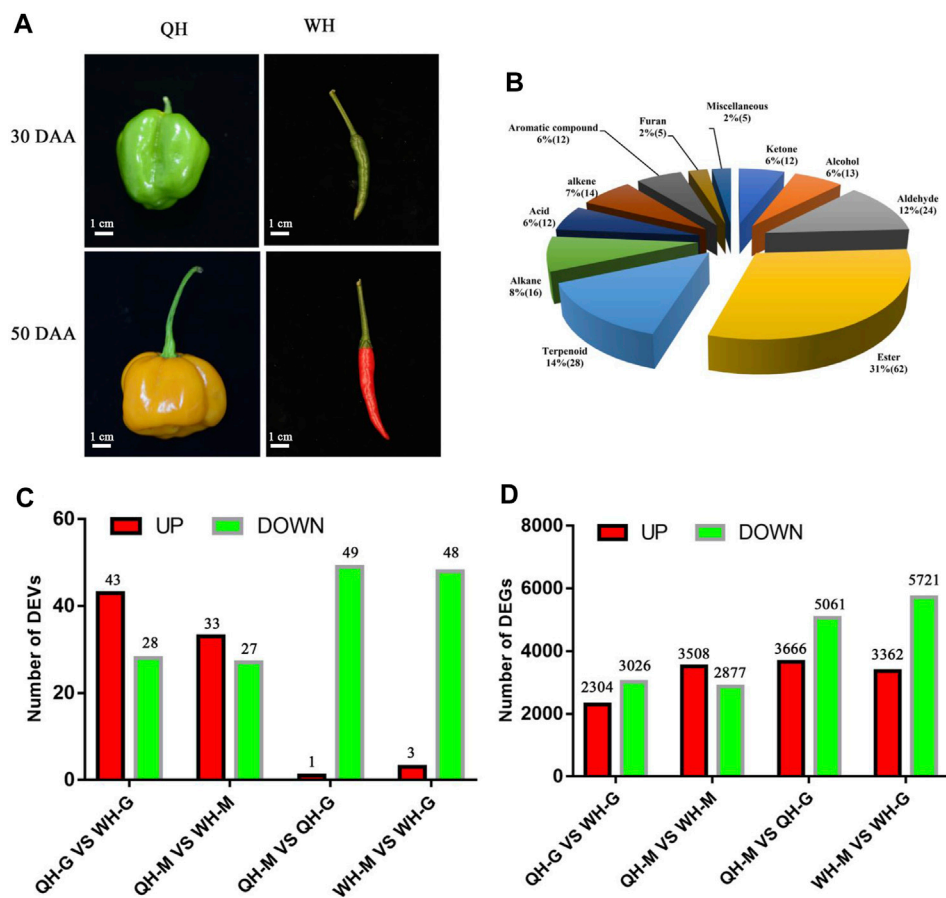 A
QH
WH
30 DAA
1 cm
1 cm
50 DAA
1 cm
1 cm
B
Miscellaneous
2%(5)
Furan
2%(5)
Aromatic compound
6%(12)
Ketone
6%(12)
Alcohol
6%(13)
alkene
7%(14)
Aldehyde
12%(24)
Acid
6%(12)
Alkane
8%(16)
Terpenoid
14%(28)
Ester
31%(62)
C
UP
DOWN
Number of DEVs
60
40
20
0
43
28
33
27
1
49
3
48
QH-G VS WH-G
QH-M VS WH-M
QH-M VS QH-G
WH-M VS WH-G
D
UP
DOWN
Number of DEGs
8000
6000
4000
2000
0
2304
3026
3508
2877
3666
5061
3362
5721
QH-G VS WH-G
QH-M VS WH-M
QH-M VS QH-G
WH-M VS WH-G